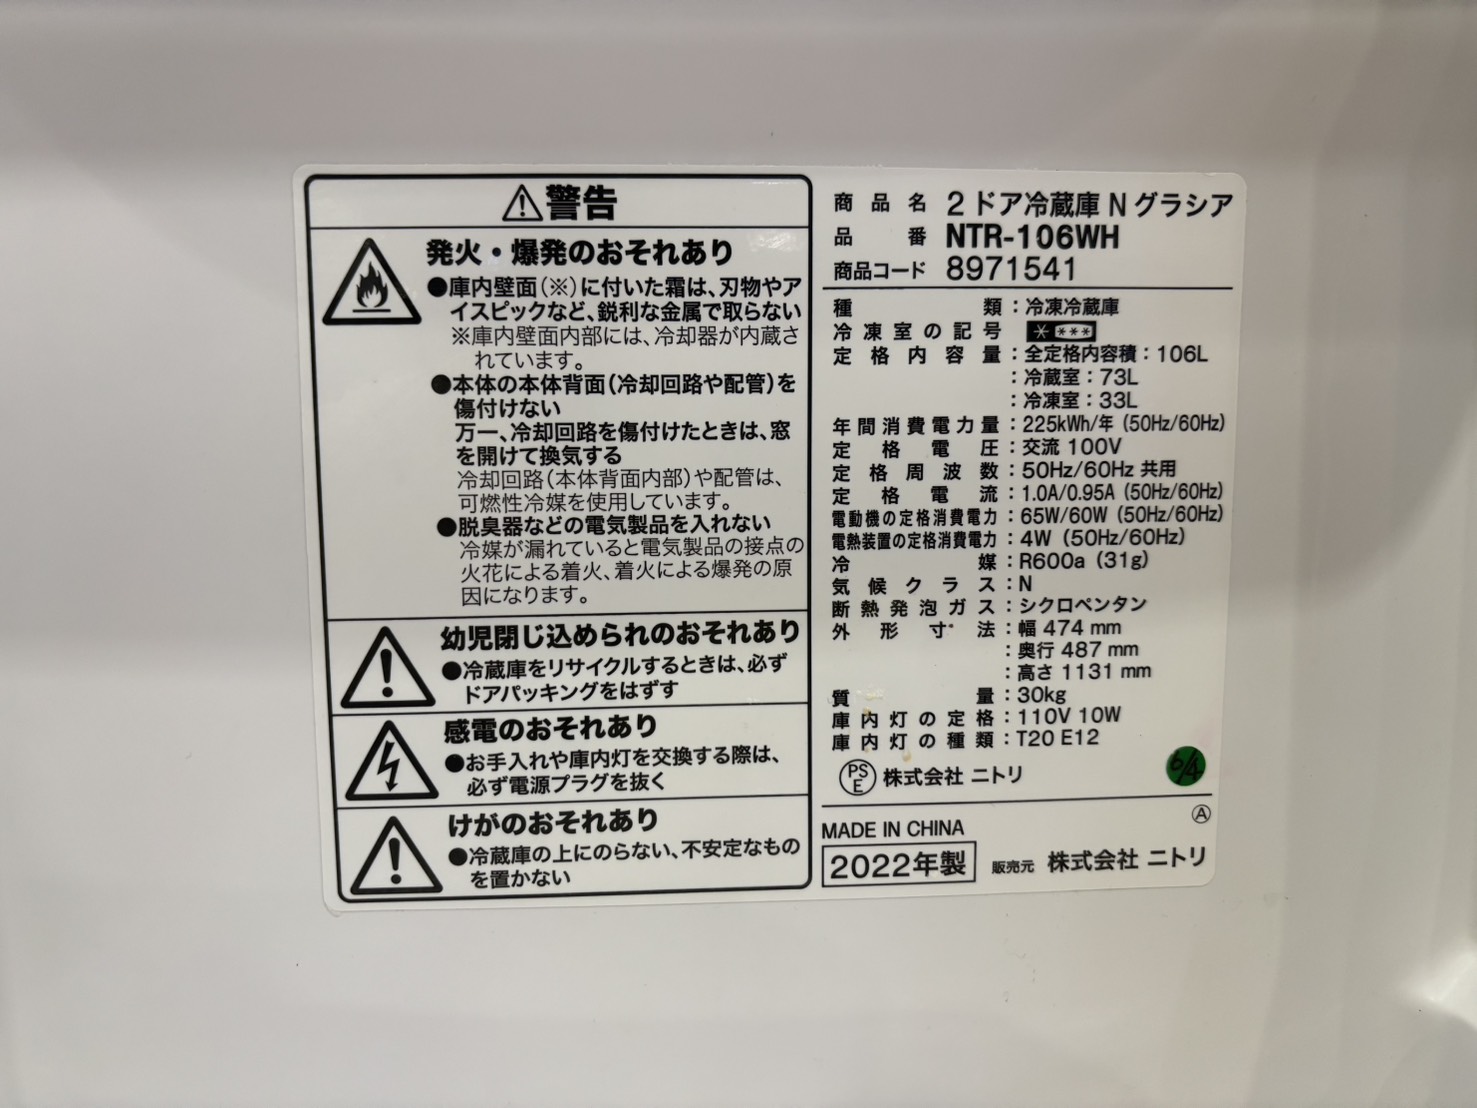 ⚠警告
発火・爆発のおそれあり
●庫内壁面(※)に付いた霜は、刃物やア
イスピックなど、鋭利な金属で取らない
※庫内壁面内部には、冷却器が内蔵さ
れています。
●本体の本体背面(冷却回路や配管)を
傷付けない
万一、冷却回路を傷付けたときは、窓
を開けて換気する
冷却回路(本体背面内部)や配管は、
可燃性冷媒を使用しています。
●脱臭器などの電気製品を入れない
冷媒が漏れていると電気製品の接点の
火花による着火、着火による爆発の原
因になります。
幼児閉じ込められのおそれあり
●冷蔵庫をリサイクルするときは、必ず
ドアパッキングをはずす
感電のおそれあり
●お手入れや庫内灯を交換する際は、
必ず電源プラグを抜く
けがのおそれあり
●冷蔵庫の上にのらない、不安定なもの
を置かない
商品名 2ドア冷蔵庫 N グラシア
品番 NTR-106WH
商品コード 8971541
種類:冷凍冷蔵庫
冷凍室の記号 * ***
定格内容量:全定格内容積:106L
:冷蔵室:73L
:冷凍室:33L
年間消費電力量:225kWh/年 (50Hz/60Hz)
定格電圧:交流 100V
定格周波数:50Hz/60Hz 共用
定格電流:1.0A/0.95A (50Hz/60Hz)
電動機の定格消費電力:65W/60W (50Hz/60Hz)
電熱装置の定格消費電力:4W (50Hz/60Hz)
冷媒:R600a (31g)
気候クラス:N
断熱発泡ガス:シクロペンタン
外形寸法:幅 474 mm
:奥行 487 mm
:高さ 1131 mm
質量:30kg
庫内灯の定格:110V 10W
庫内灯の種類:T20 E12
PSE 株式会社 ニトリ
6/4
Ⓐ
MADE IN CHINA
2022年製 販売元 株式会社 ニトリ